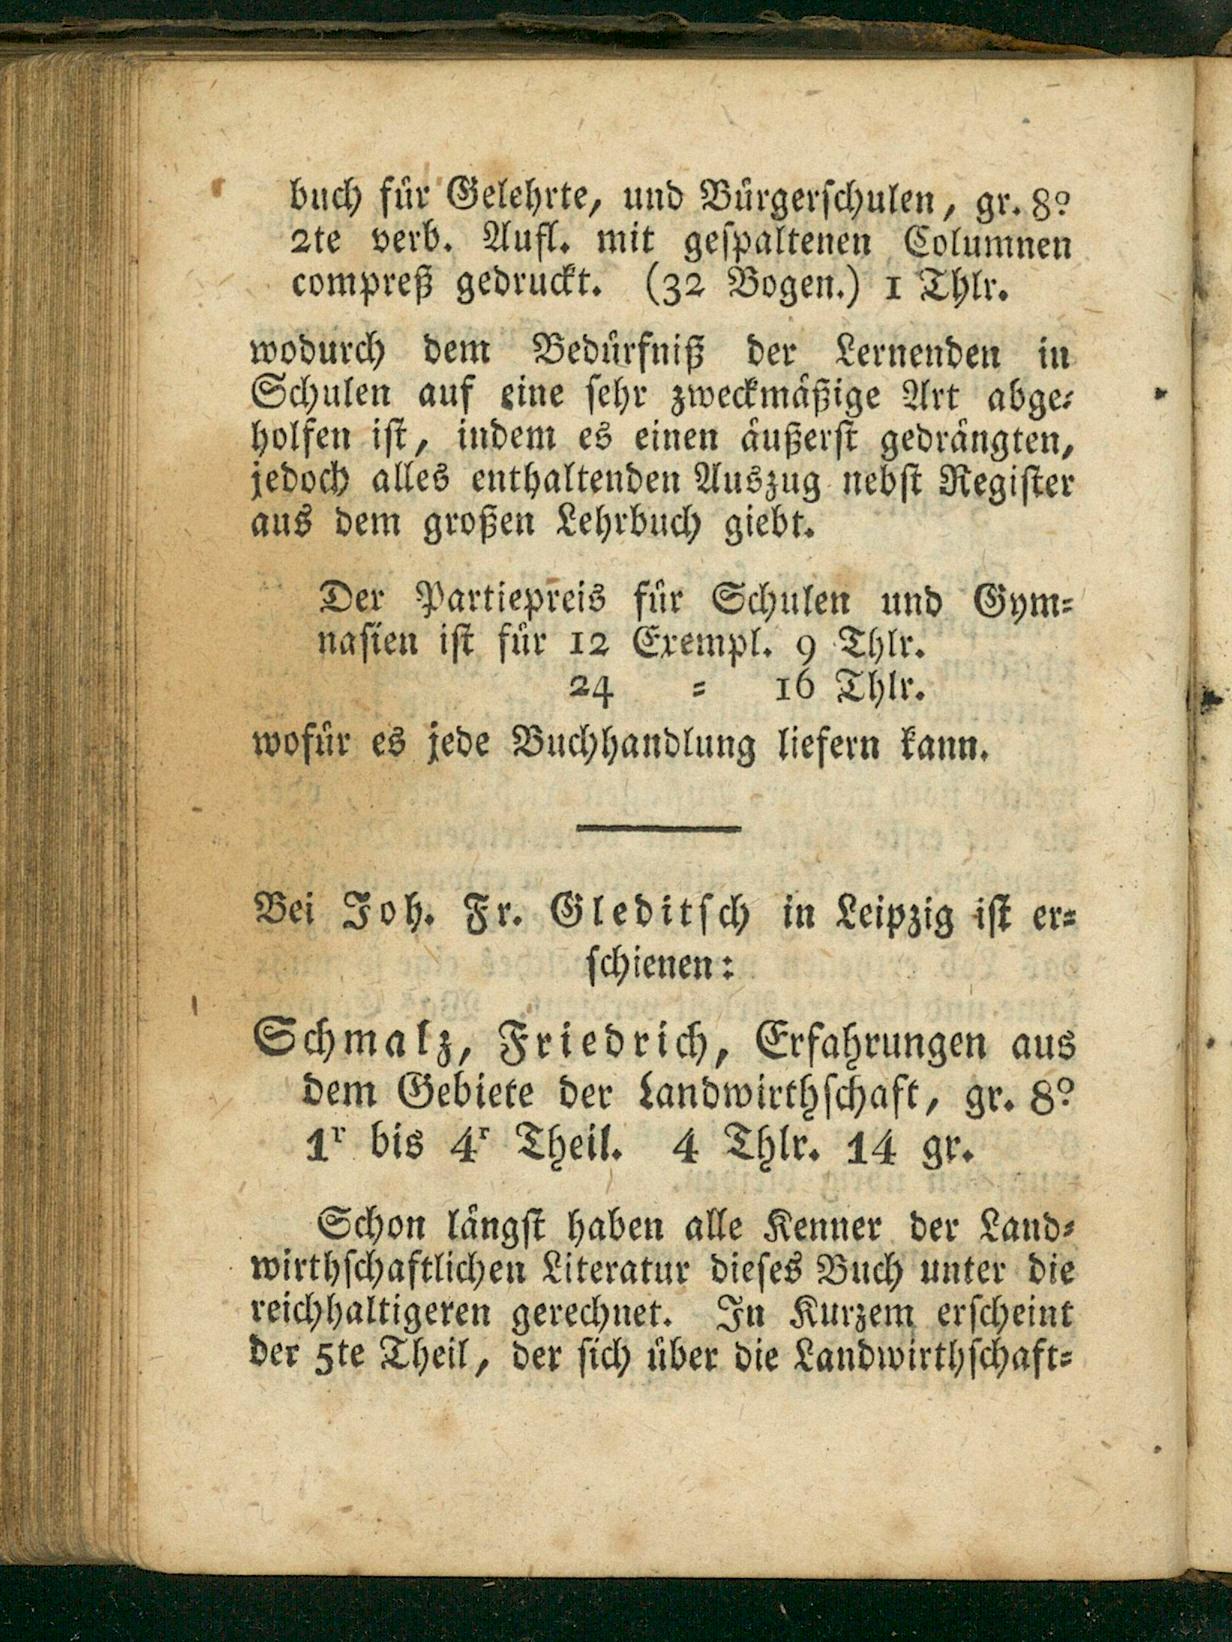 buch für Gelehrte, und Bürgerschulen, gr. 8º
2te verb. Aufl. mit gespaltenen Columnen
compreß gedruckt. (32 Bogen.) 1 Thlr.
wodurch dem Bedürfniß der Lernenden in
Schulen auf eine sehr zweckmäßige Art abge-
holfen ist, indem es einen äußerst gedrängten,
jedoch alles enthaltenden Auszug nebst Register
aus dem großen Lehrbuch giebt.
Der Partiepreis für Schulen und Gym-
nasien ist für 12 Exempl. 9 Thlr.
24 = 16 Thlr.
wofür es jede Buchhandlung liefern kann.
Bei Joh. Fr. Gleditsch in Leipzig ist er-
schienen:
Schmalz, Friedrich, Erfahrungen aus
dem Gebiete der Landwirthschaft, gr. 8º
1r bis 4r Theil. 4 Thlr. 14 gr.
Schon längst haben alle Kenner der Land-
wirthschaftlichen Literatur dieses Buch unter die
reichhaltigeren gerechnet. In Kurzem erscheint
der 5te Theil, der sich über die Landwirthschaft-